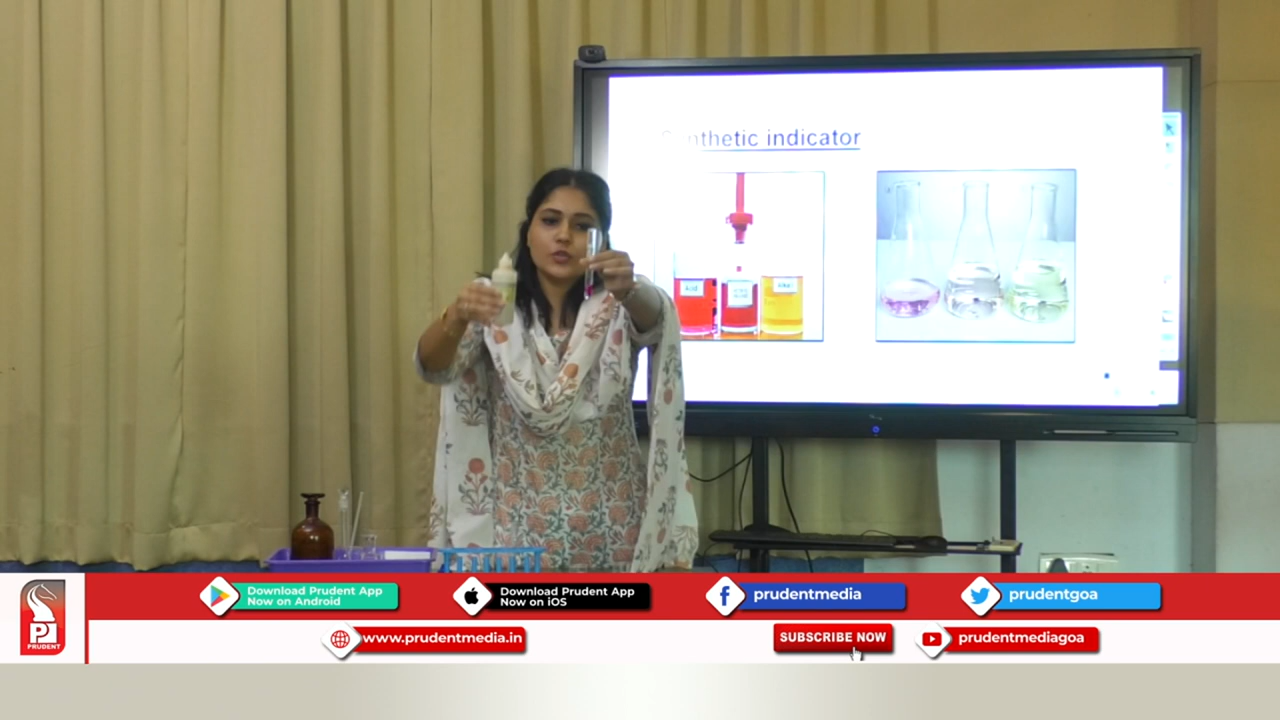 nthetic indicator
Acid
Download Prudent App
Now on Android
Download Prudent App
Now on iOS
prudentmedia
prudentgoa
PRUDENT
www.prudentmedia.in
SUBSCRIBE NOW
prudentmediagoa